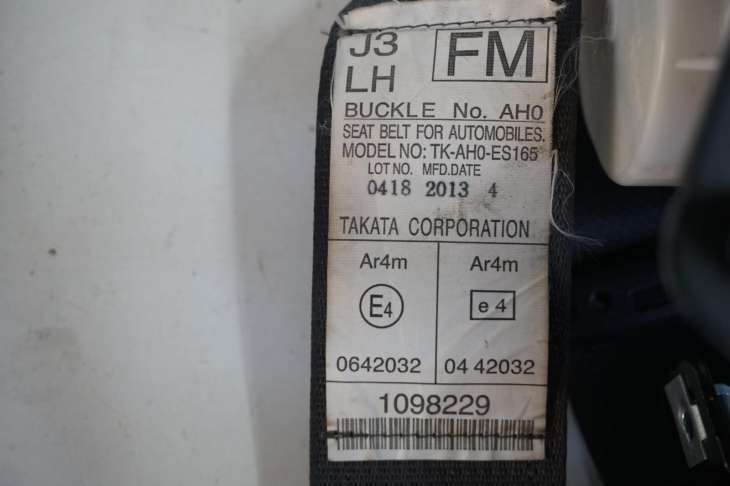 J3
FM
LH
BUCKLE No. AH0
SEAT BELT FOR AUTOMOBILES.
MODEL NO: TK-AH0-ES165
LOT NO. MFD.DATE
0418 2013 4
TAKATA CORPORATION
Ar4m
Ar4m
E4
e 4
0642032
04 42032
1098229